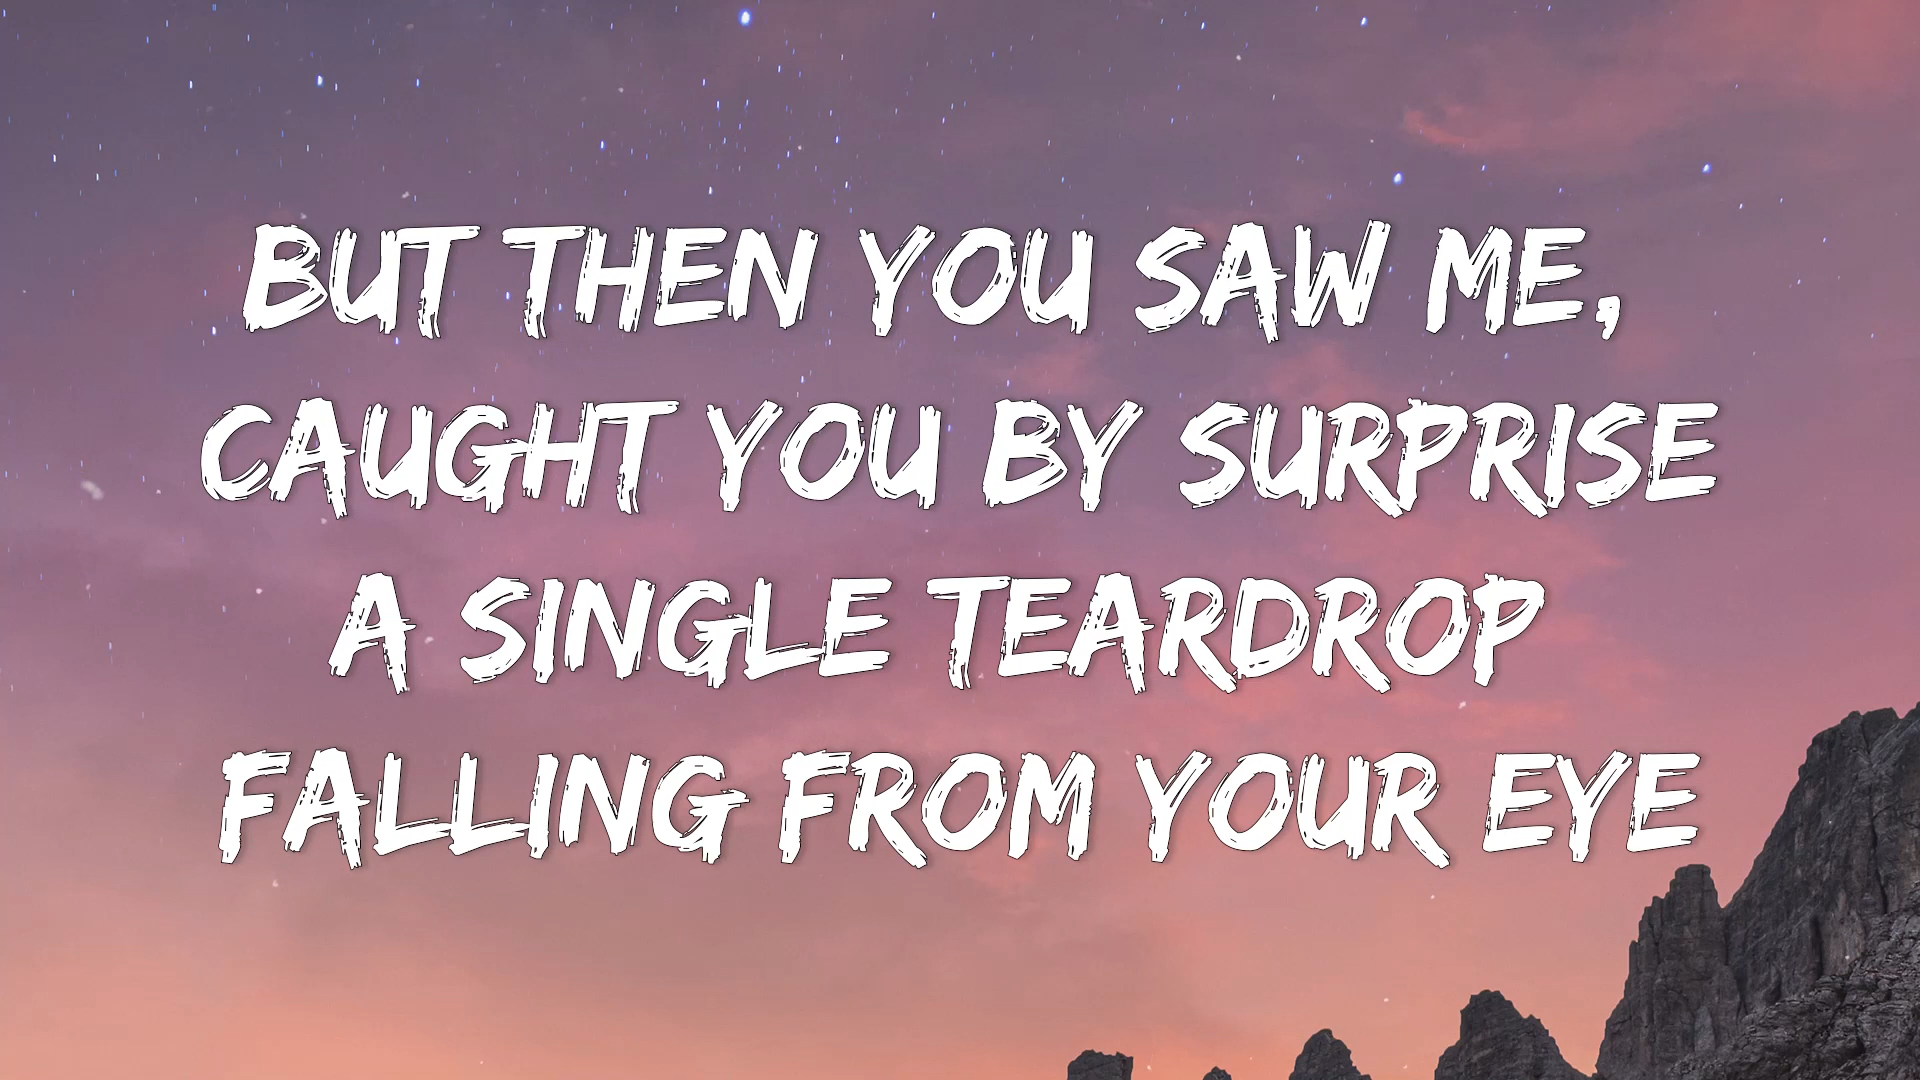 BUT THEN YOU SAW ME,
CAUGHT YOU BY SURPRISE
A SINGLE TEARDROP
FALLING FROM YOUR EYE